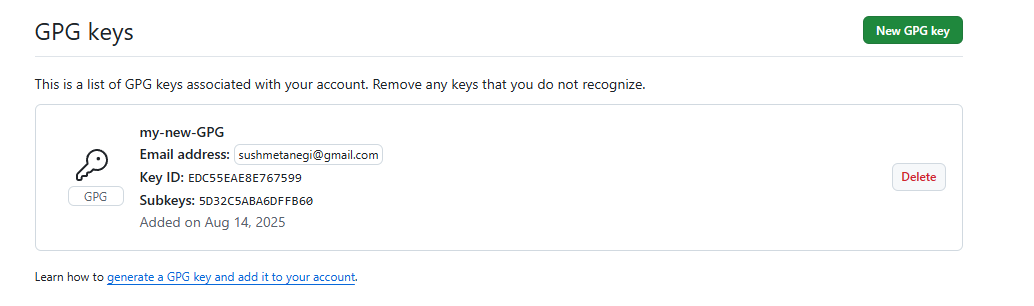 GPG keys
New GPG key
This is a list of GPG keys associated with your account. Remove any keys that you do not recognize.
my-new-GPG
Email address: sushmetanegi@gmail.com
Key ID: EDC55EAE8E767599
Subkeys: 5D32C5ABA6DFFB60
Added on Aug 14, 2025
GPG
Delete
Learn how to generate a GPG key and add it to your account.